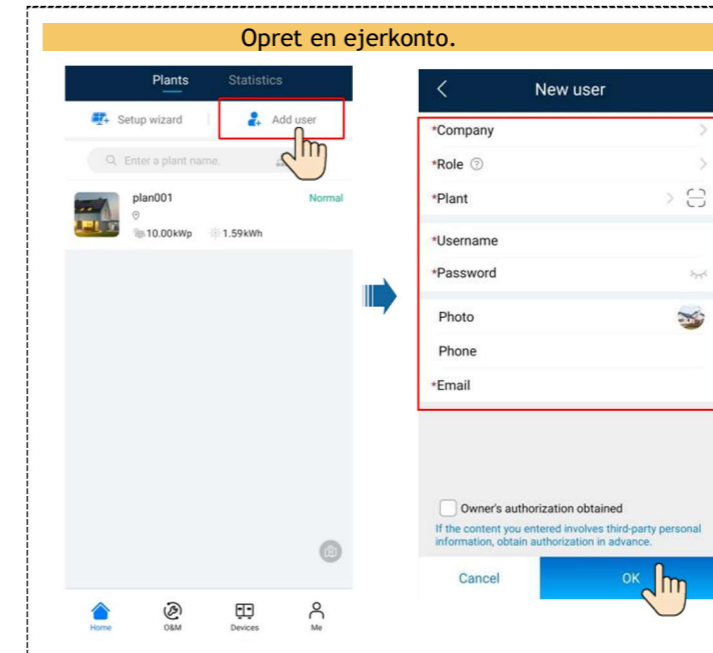 Opret en ejerkonto.
Plants Statistics
Setup wizard Add user
Enter a plant name.
plan001 Normal
10.00kWp 1.59kWh
Home O&M Devices Me
New user
*Company
*Role
*Plant
*Username
*Password
Photo
Phone
*Email
Owner's authorization obtained
If the content you entered involves third-party personal
information, obtain authorization in advance.
Cancel OK